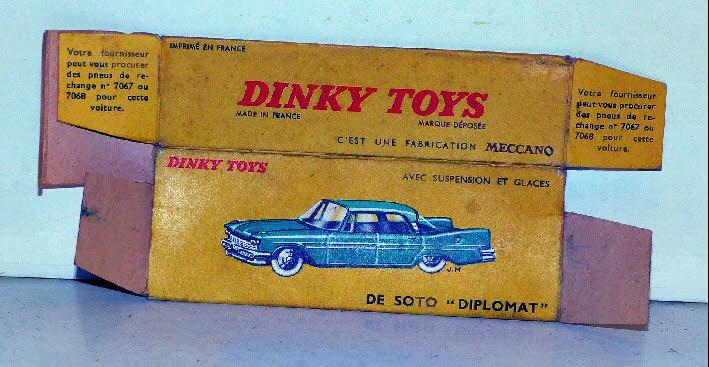 Votre fournisseur
peut vous procurer
des pneus de re-
change n° 7067 ou
7068 pour cette
voiture.
IMPRIMÉ EN FRANCE
DINKY TOYS
MADE IN FRANCE
MARQUE DÉPOSÉE
C'EST UNE FABRICATION MECCANO
Votre fournisseur
peut vous procurer
des pneus de re-
change n° 7067 ou
7068 pour cette
voiture.
DINKY TOYS
AVEC SUSPENSION ET GLACES
J.M
DE SOTO "DIPLOMAT"